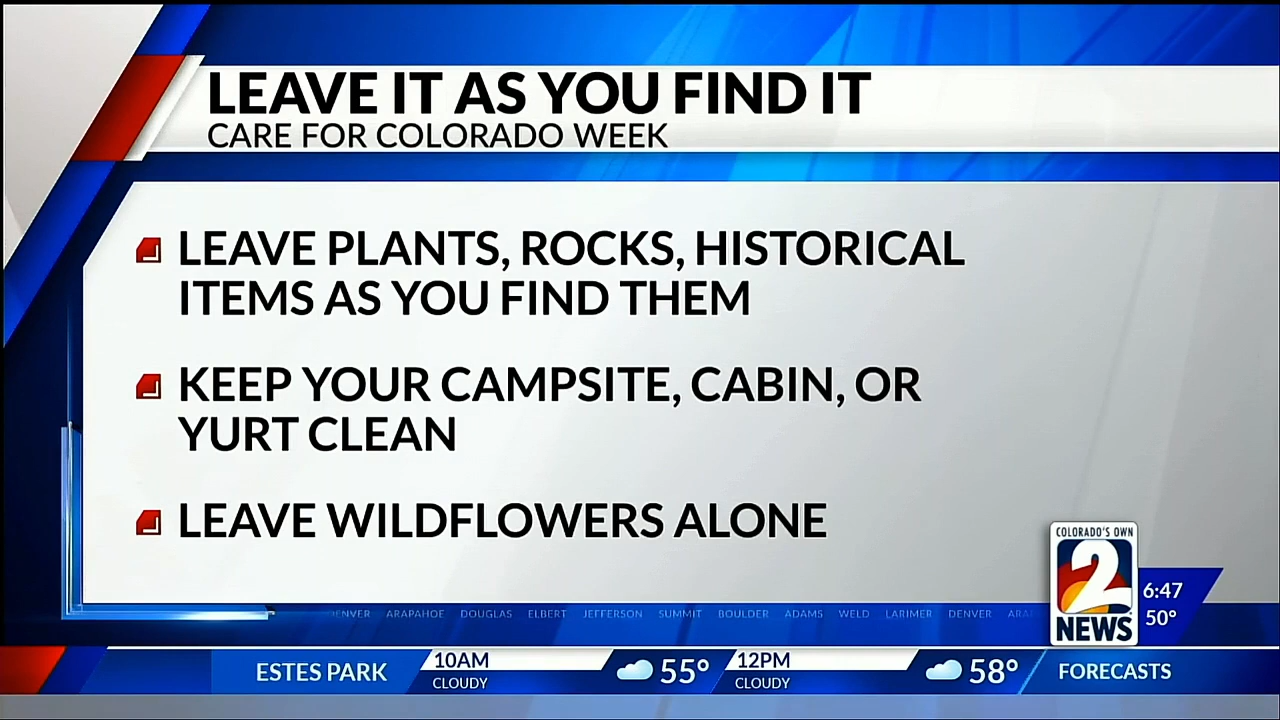 LEAVE IT AS YOU FIND IT
CARE FOR COLORADO WEEK
LEAVE PLANTS, ROCKS, HISTORICAL
ITEMS AS YOU FIND THEM
KEEP YOUR CAMPSITE, CABIN, OR
YURT CLEAN
LEAVE WILDFLOWERS ALONE
COLORADO'S OWN
2
NEWS
6:47
50°
ARAPAHOE DOUGLAS ELBERT JEFFERSON SUMMIT BOULDER ADAMS WELD LARIMER DENVER
ESTES PARK
10AM
CLOUDY
55°
12PM
CLOUDY
58°
FORECASTS